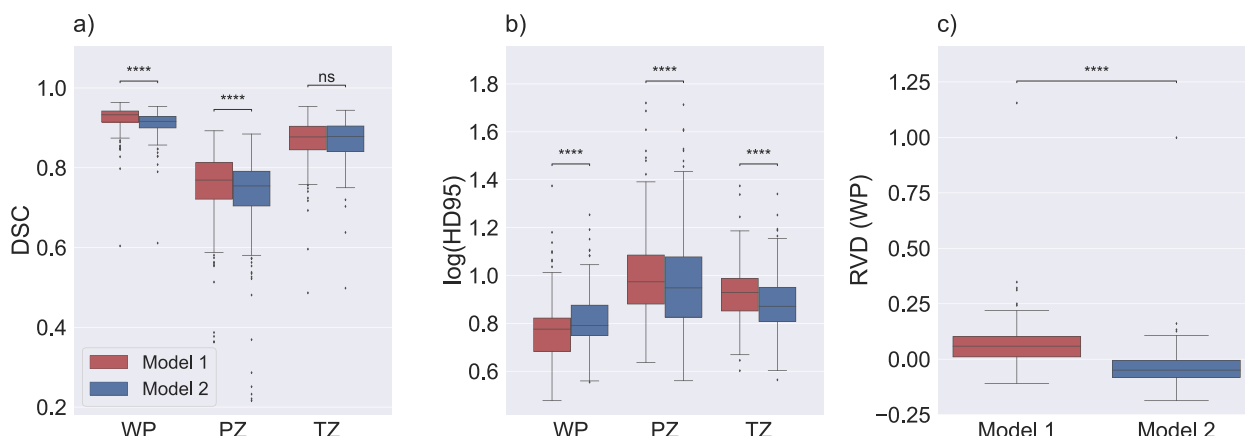 a)
DSC
1.0
0.8
0.6
0.4
0.2
****
****
ns
Model 1
Model 2
WP PZ TZ
b)
log(HD95)
1.8
1.6
1.4
1.2
1.0
0.8
0.6
****
****
****
WP PZ TZ
c)
RVD (WP)
1.25
1.00
0.75
0.50
0.25
0.00
−0.25
****
Model 1 Model 2